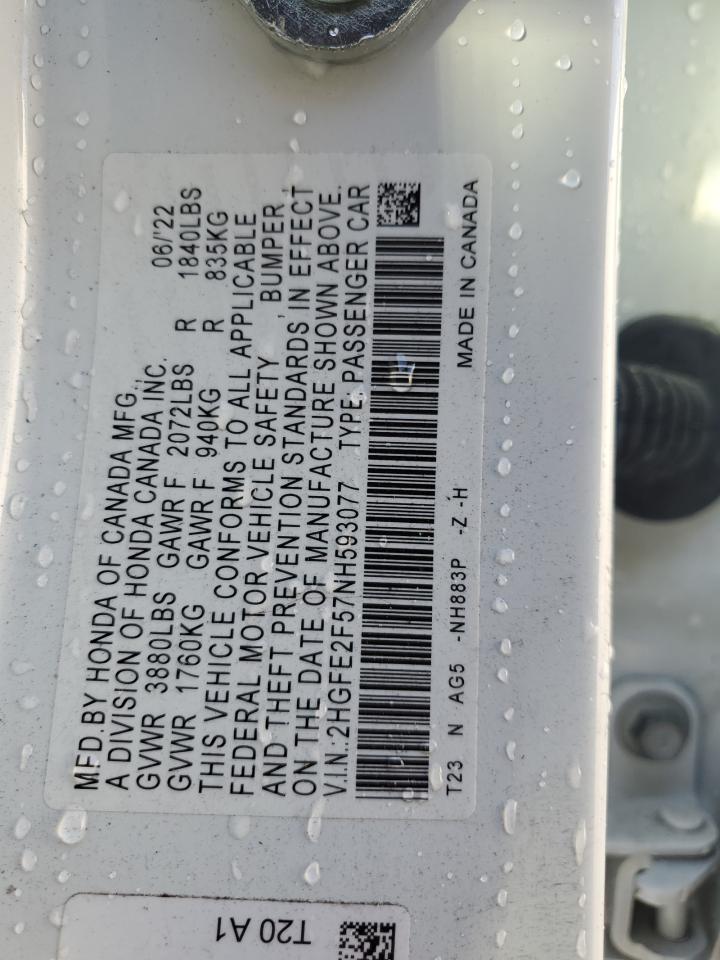 MFD.BY HONDA OF CANADA MFG.,
A DIVISION OF HONDA CANADA INC. 06/'22
GVWR 3880LBS GAWR F 2072LBS R 1840LBS
GVWR 1760KG GAWR F 940KG R 835KG
THIS VEHICLE CONFORMS TO ALL APPLICABLE
FEDERAL MOTOR VEHICLE SAFETY , BUMPER,
AND THEFT PREVENTION STANDARDS IN EFFECT
ON THE DATE OF MANUFACTURE SHOWN ABOVE.
V.I.N.:2HGFE2F57NH593077 TYPE: PASSENGER CAR
T23 N AG5 -NH883P -Z -H MADE IN CANADA
T20 A1